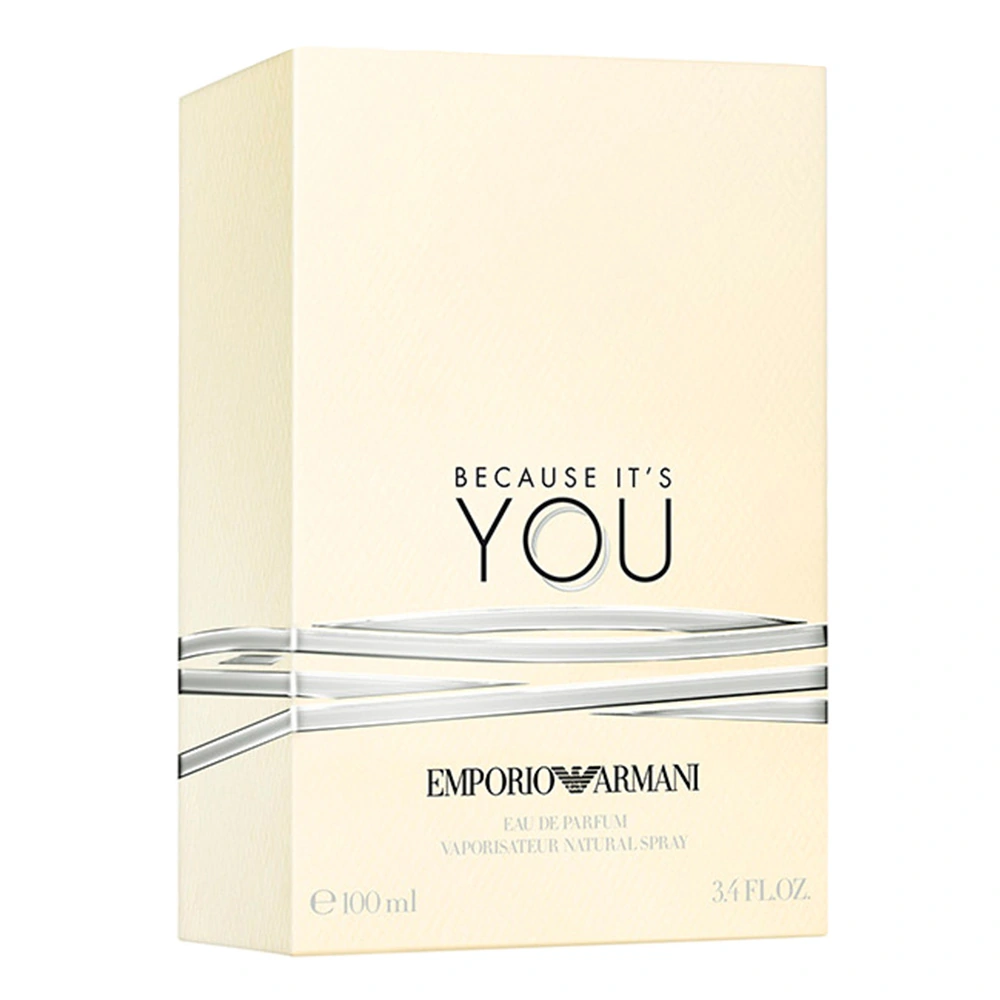 BECAUSE IT'S
YOU
EMPORIO ARMANI
EAU DE PARFUM
VAPORISATEUR NATURAL SPRAY
℮ 100 ml 3.4 FL.OZ.